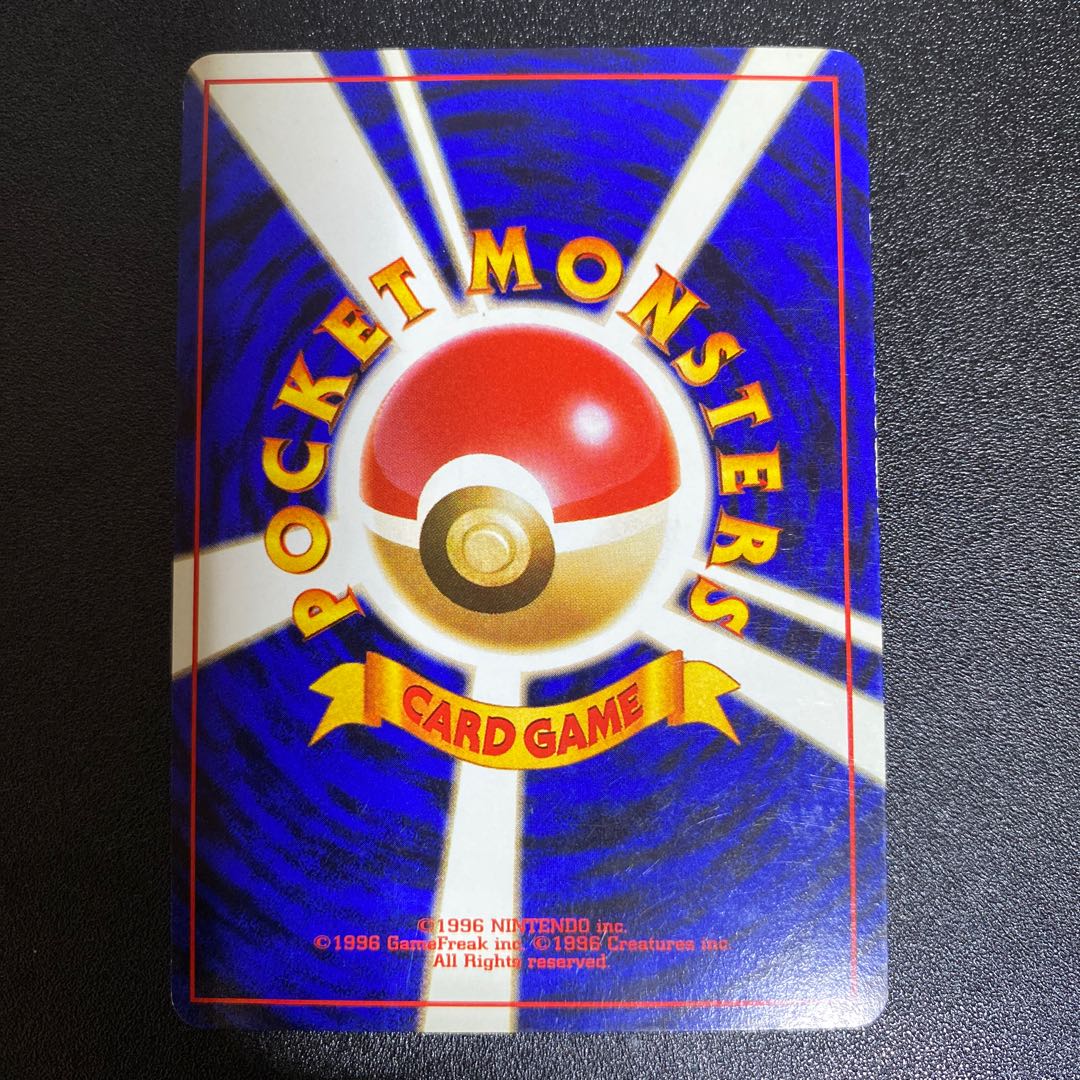 POCKET MONSTERS
CARD GAME
©1996 NINTENDO inc.
©1996 GameFreak inc. ©1996 Creatures inc.
All Rights reserved.